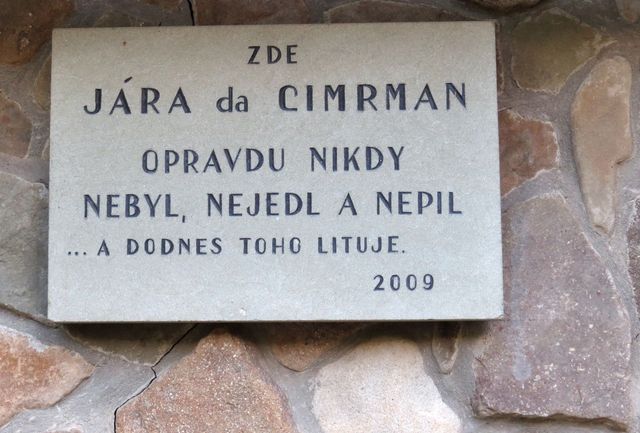 ZDE
JÁRA da CIMRMAN
OPRAVDU NIKDY
NEBYL, NEJEDL A NEPIL
... A DODNES TOHO LITUJE.
2009